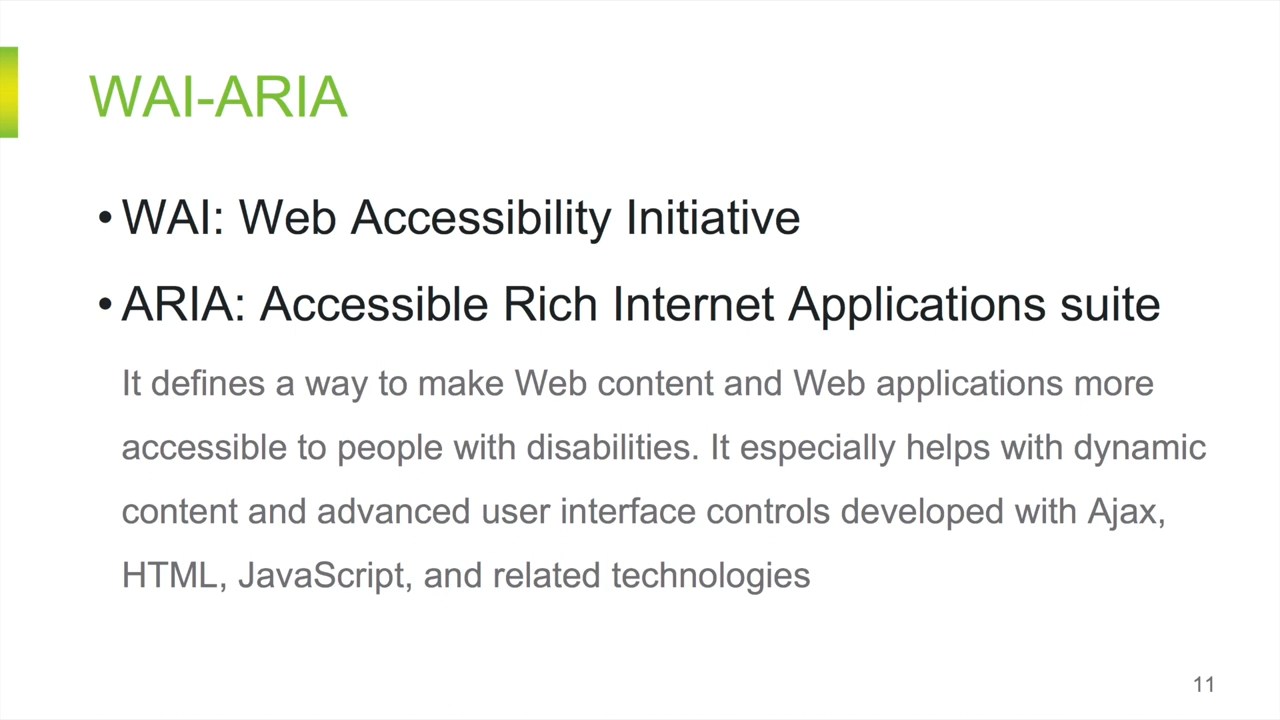 WAI-ARIA
• WAI: Web Accessibility Initiative
• ARIA: Accessible Rich Internet Applications suite
It defines a way to make Web content and Web applications more
accessible to people with disabilities. It especially helps with dynamic
content and advanced user interface controls developed with Ajax,
HTML, JavaScript, and related technologies
11